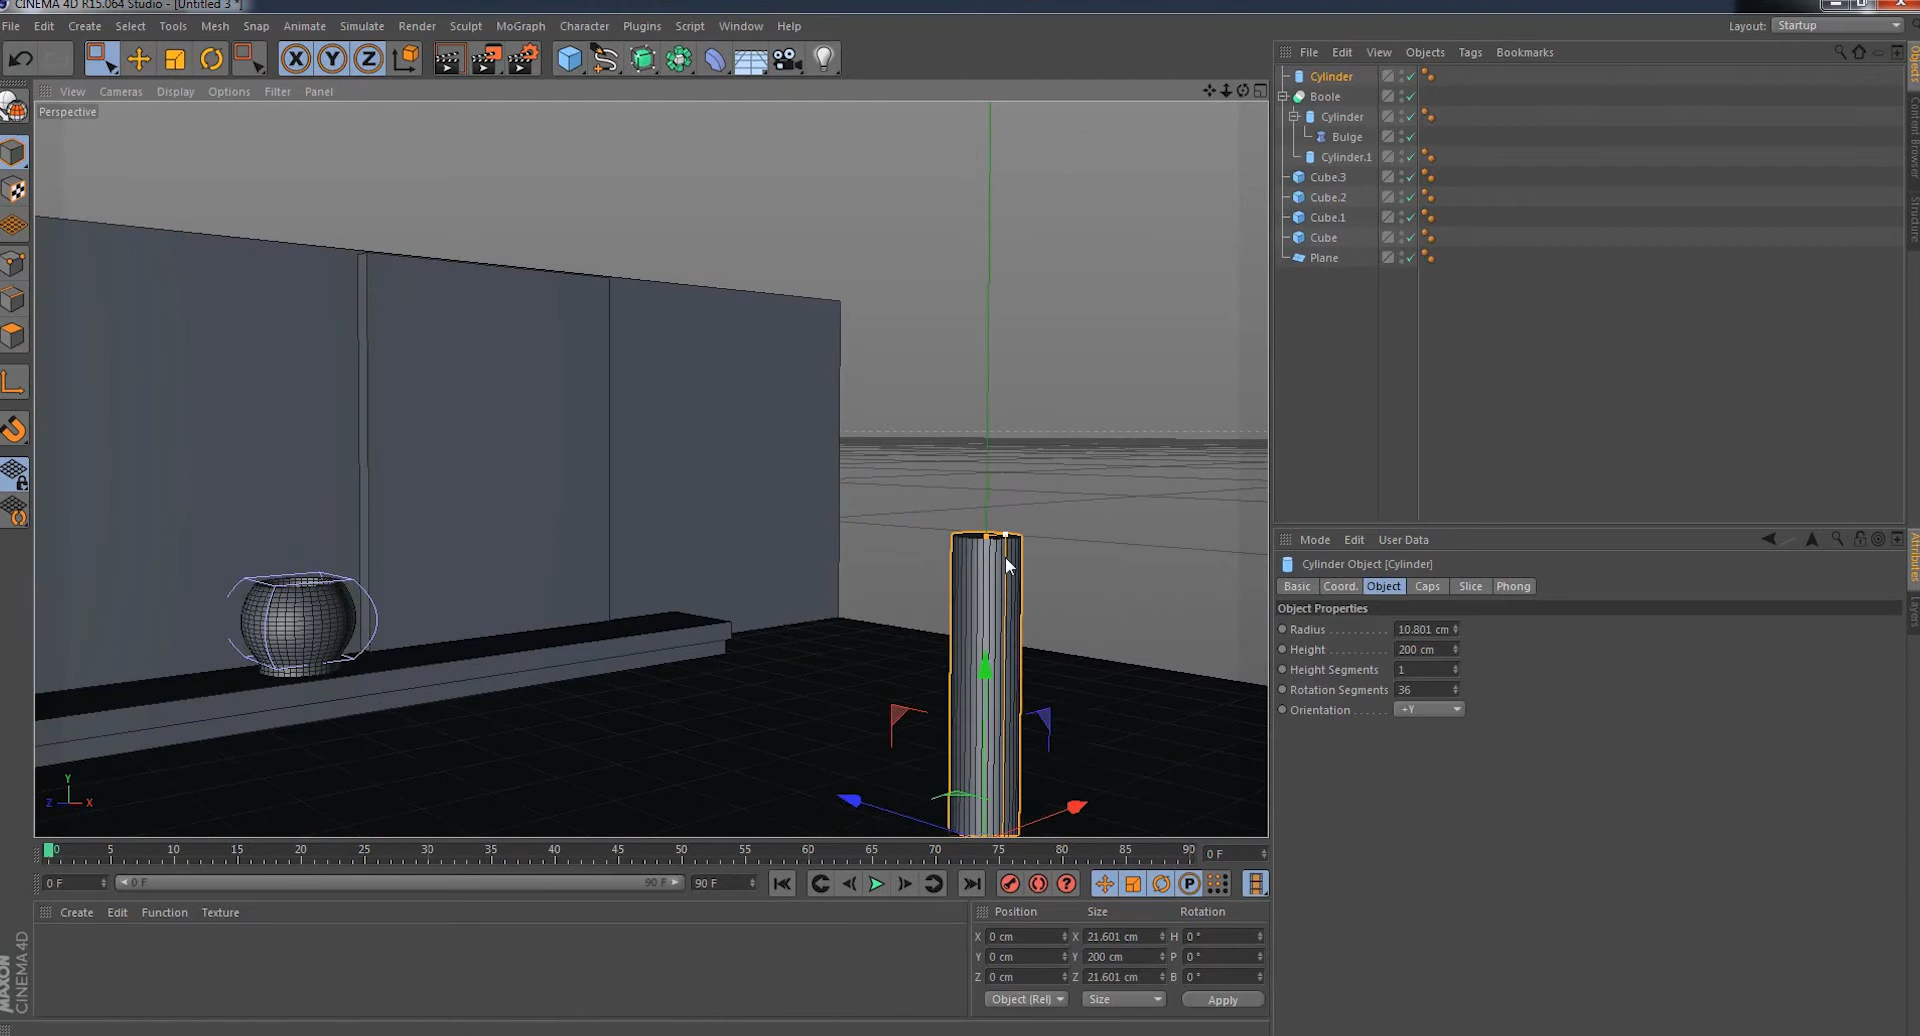 CINEMA 4D R15.064 Studio - [Untitled 3 *]
File Edit Create Select Tools Mesh Snap Animate Simulate Render Sculpt MoGraph Character Plugins Script Window Help
Layout: Startup
X Y Z
View Cameras Display Options Filter Panel
Perspective
File Edit View Objects Tags Bookmarks
Cylinder
Boole
Cylinder
Bulge
Cylinder.1
Cube.3
Cube.2
Cube.1
Cube
Plane
Objects
Content Browser
Structure
Mode Edit User Data
Cylinder Object [Cylinder]
Basic Coord. Object Caps Slice Phong
Object Properties
Radius 10.801 cm
Height 200 cm
Height Segments 1
Rotation Segments 36
Orientation +Y
Attributes
Layers
Y
Z X
0 5 10 15 20 25 30 35 40 45 50 55 60 65 70 75 80 85 90
0 F
0 F 0 F 90 F 90 F
P
Create Edit Function Texture
Position Size Rotation
X 0 cm X 21.601 cm H 0 °
Y 0 cm Y 200 cm P 0 °
Z 0 cm Z 21.601 cm B 0 °
Object (Rel) Size Apply
MAXON
CINEMA 4D